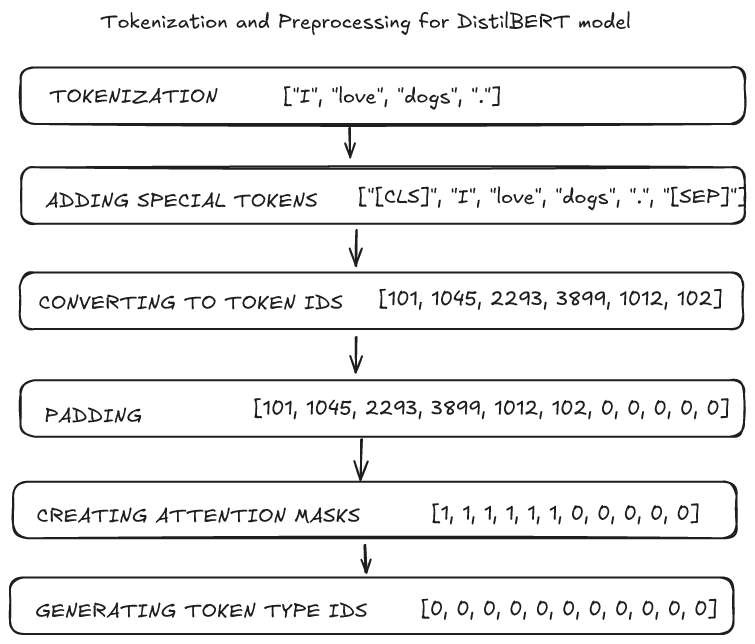 Tokenization and Preprocessing for DistilBERT model
TOKENIZATION ["I", "love", "dogs", "."]
ADDING SPECIAL TOKENS ["[CLS]", "I", "love", "dogs", ".", "[SEP]"]
CONVERTING TO TOKEN IDS [101, 1045, 2293, 3899, 1012, 102]
PADDING [101, 1045, 2293, 3899, 1012, 102, 0, 0, 0, 0, 0]
CREATING ATTENTION MASKS [1, 1, 1, 1, 1, 1, 0, 0, 0, 0, 0]
GENERATING TOKEN TYPE IDS [0, 0, 0, 0, 0, 0, 0, 0, 0, 0, 0]